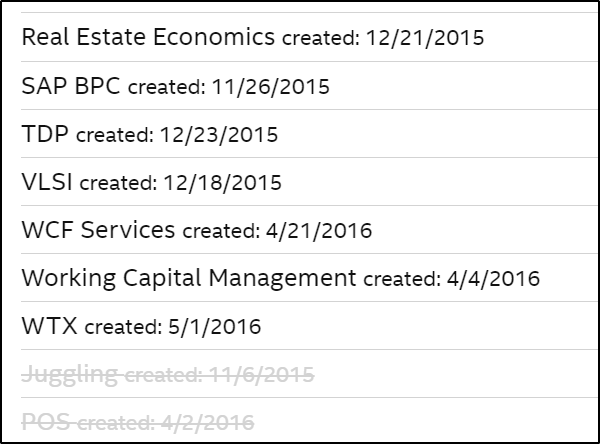 Real Estate Economics created: 12/21/2015
SAP BPC created: 11/26/2015
TDP created: 12/23/2015
VLSI created: 12/18/2015
WCF Services created: 4/21/2016
Working Capital Management created: 4/4/2016
WTX created: 5/1/2016
Juggling created: 11/6/2015
POS created: 4/2/2016